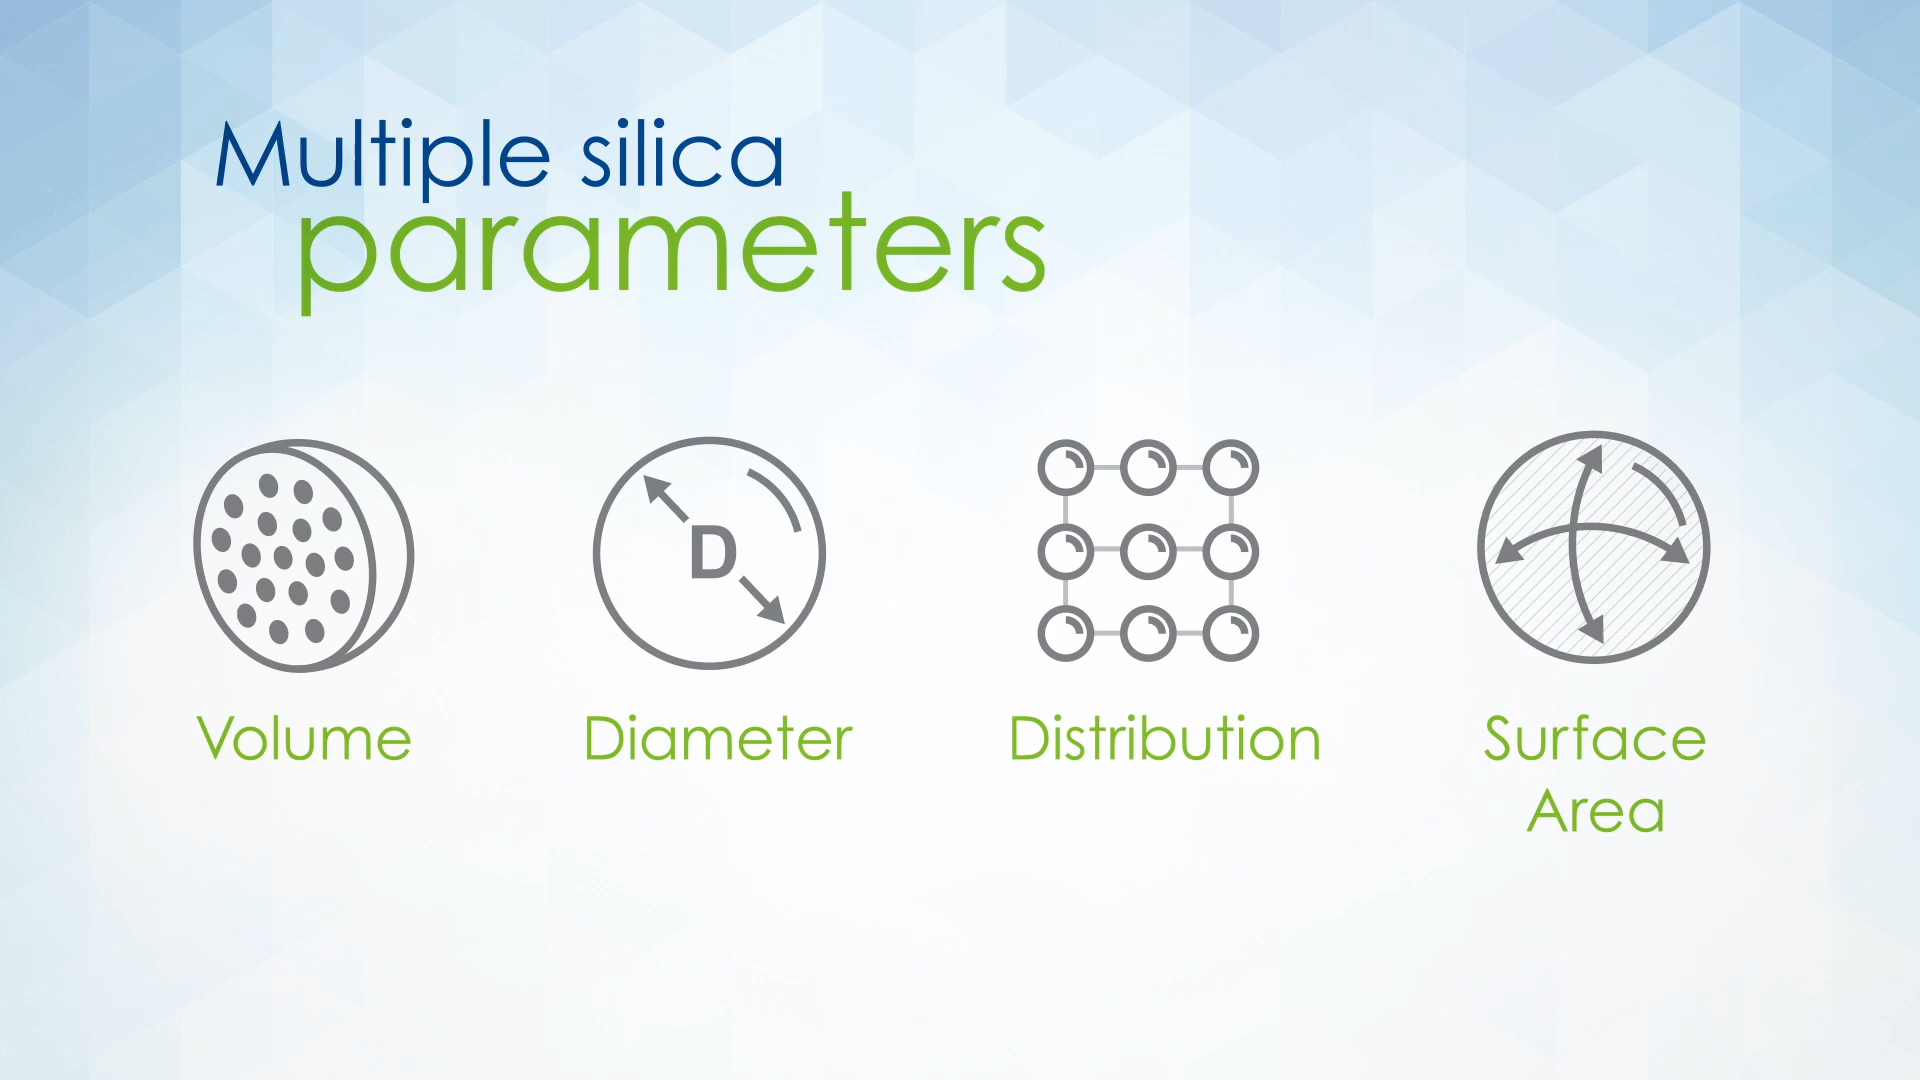 Multiple silica
parameters
D
Volume
Diameter
Distribution
Surface
Area